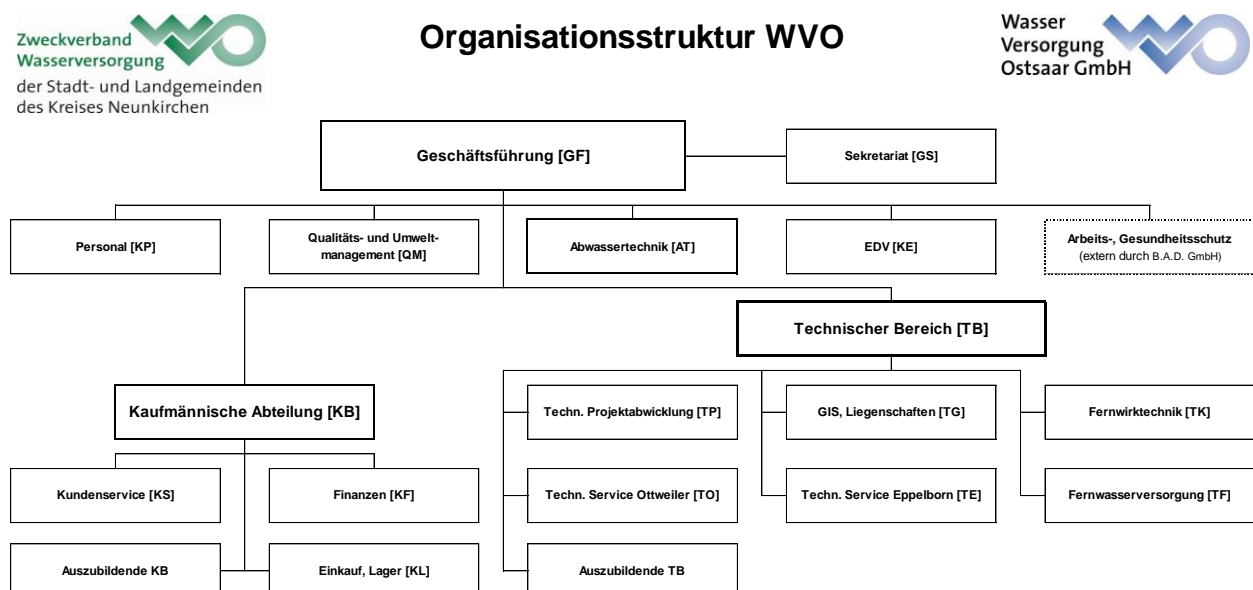 Zweckverband
Wasserversorgung
der Stadt- und Landgemeinden
des Kreises Neunkirchen
Organisationsstruktur WVO
Wasser
Versorgung
Ostsaar GmbH
Geschäftsführung [GF]
Sekretariat [GS]
Personal [KP]
Qualitäts- und Umwelt-
management [QM]
Abwassertechnik [AT]
EDV [KE]
Arbeits-, Gesundheitsschutz
(extern durch B.A.D. GmbH)
Technischer Bereich [TB]
Kaufmännische Abteilung [KB]
Techn. Projektabwicklung [TP]
GIS, Liegenschaften [TG]
Fernwirktechnik [TK]
Kundenservice [KS]
Finanzen [KF]
Techn. Service Ottweiler [TO]
Techn. Service Eppelborn [TE]
Fernwasserversorgung [TF]
Auszubildende KB
Einkauf, Lager [KL]
Auszubildende TB